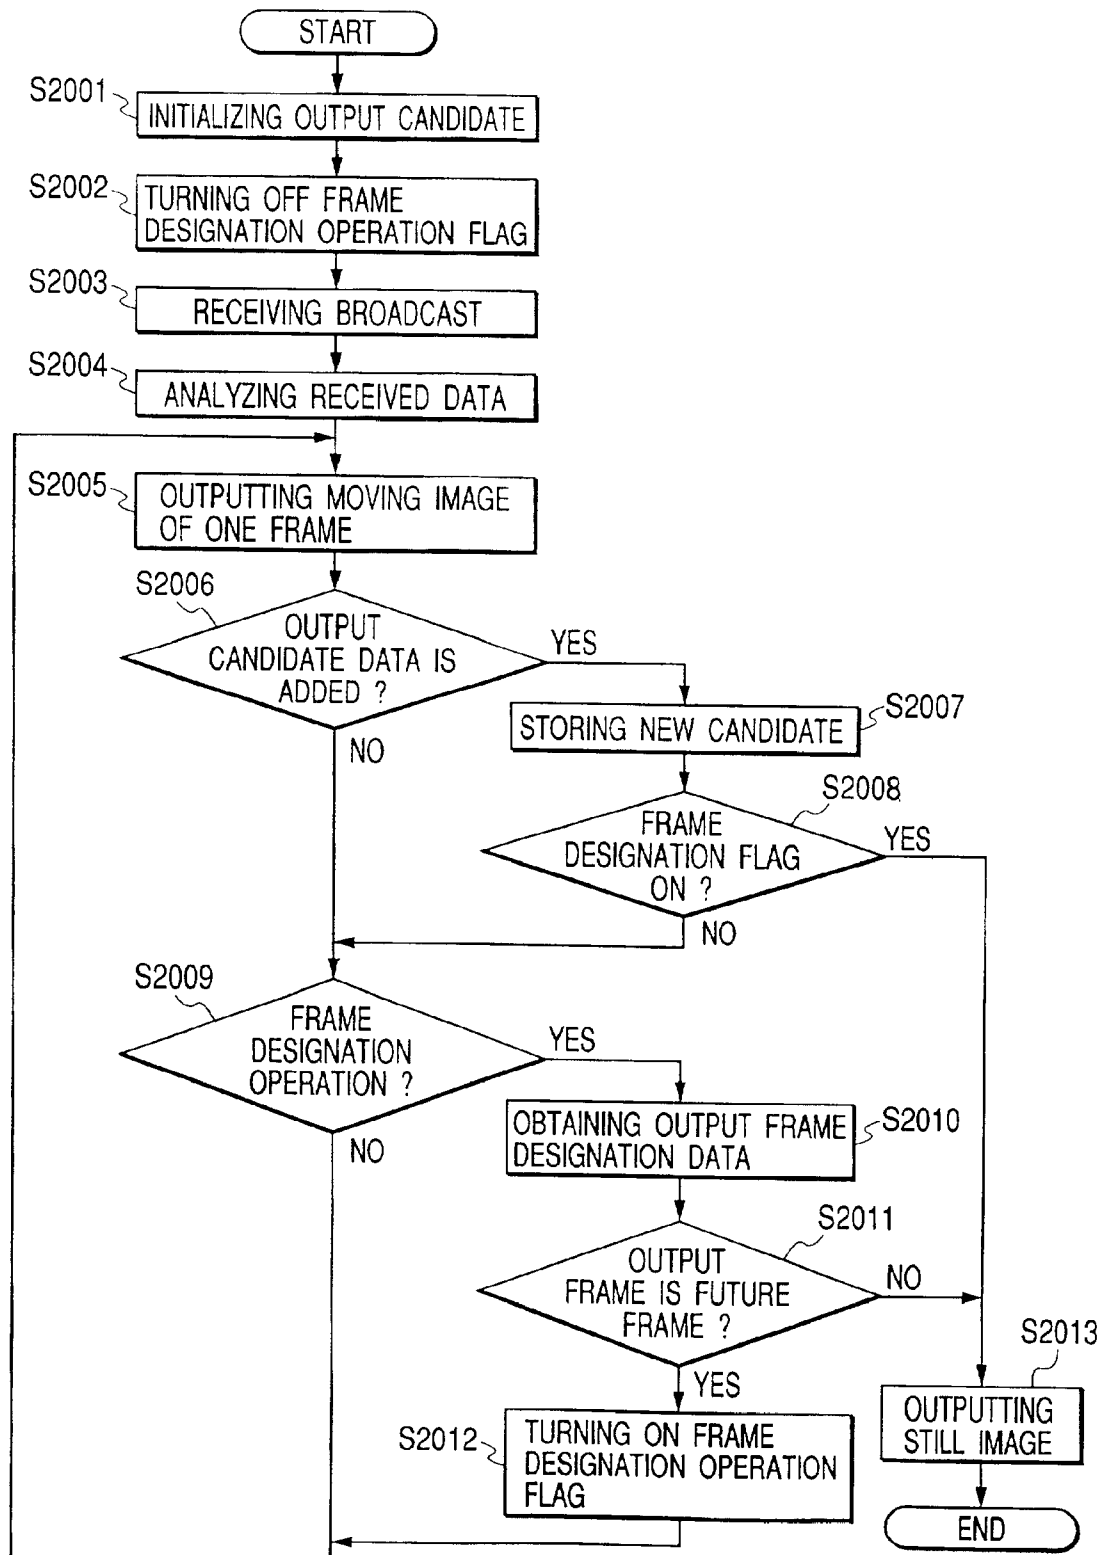 START
S2001
INITIALIZING OUTPUT CANDIDATE
S2002
TURNING OFF FRAME
DESIGNATION OPERATION FLAG
S2003
RECEIVING BROADCAST
S2004
ANALYZING RECEIVED DATA
S2005
OUTPUTTING MOVING IMAGE
OF ONE FRAME
S2006
OUTPUT
CANDIDATE DATA IS
ADDED ?
YES
NO
S2007
STORING NEW CANDIDATE
S2008
FRAME
DESIGNATION FLAG
ON ?
YES
NO
S2009
FRAME
DESIGNATION
OPERATION ?
YES
NO
OBTAINING OUTPUT FRAME
DESIGNATION DATA
S2010
S2011
OUTPUT
FRAME IS FUTURE
FRAME ?
NO
YES
S2012
TURNING ON FRAME
DESIGNATION OPERATION
FLAG
S2013
OUTPUTTING
STILL IMAGE
END